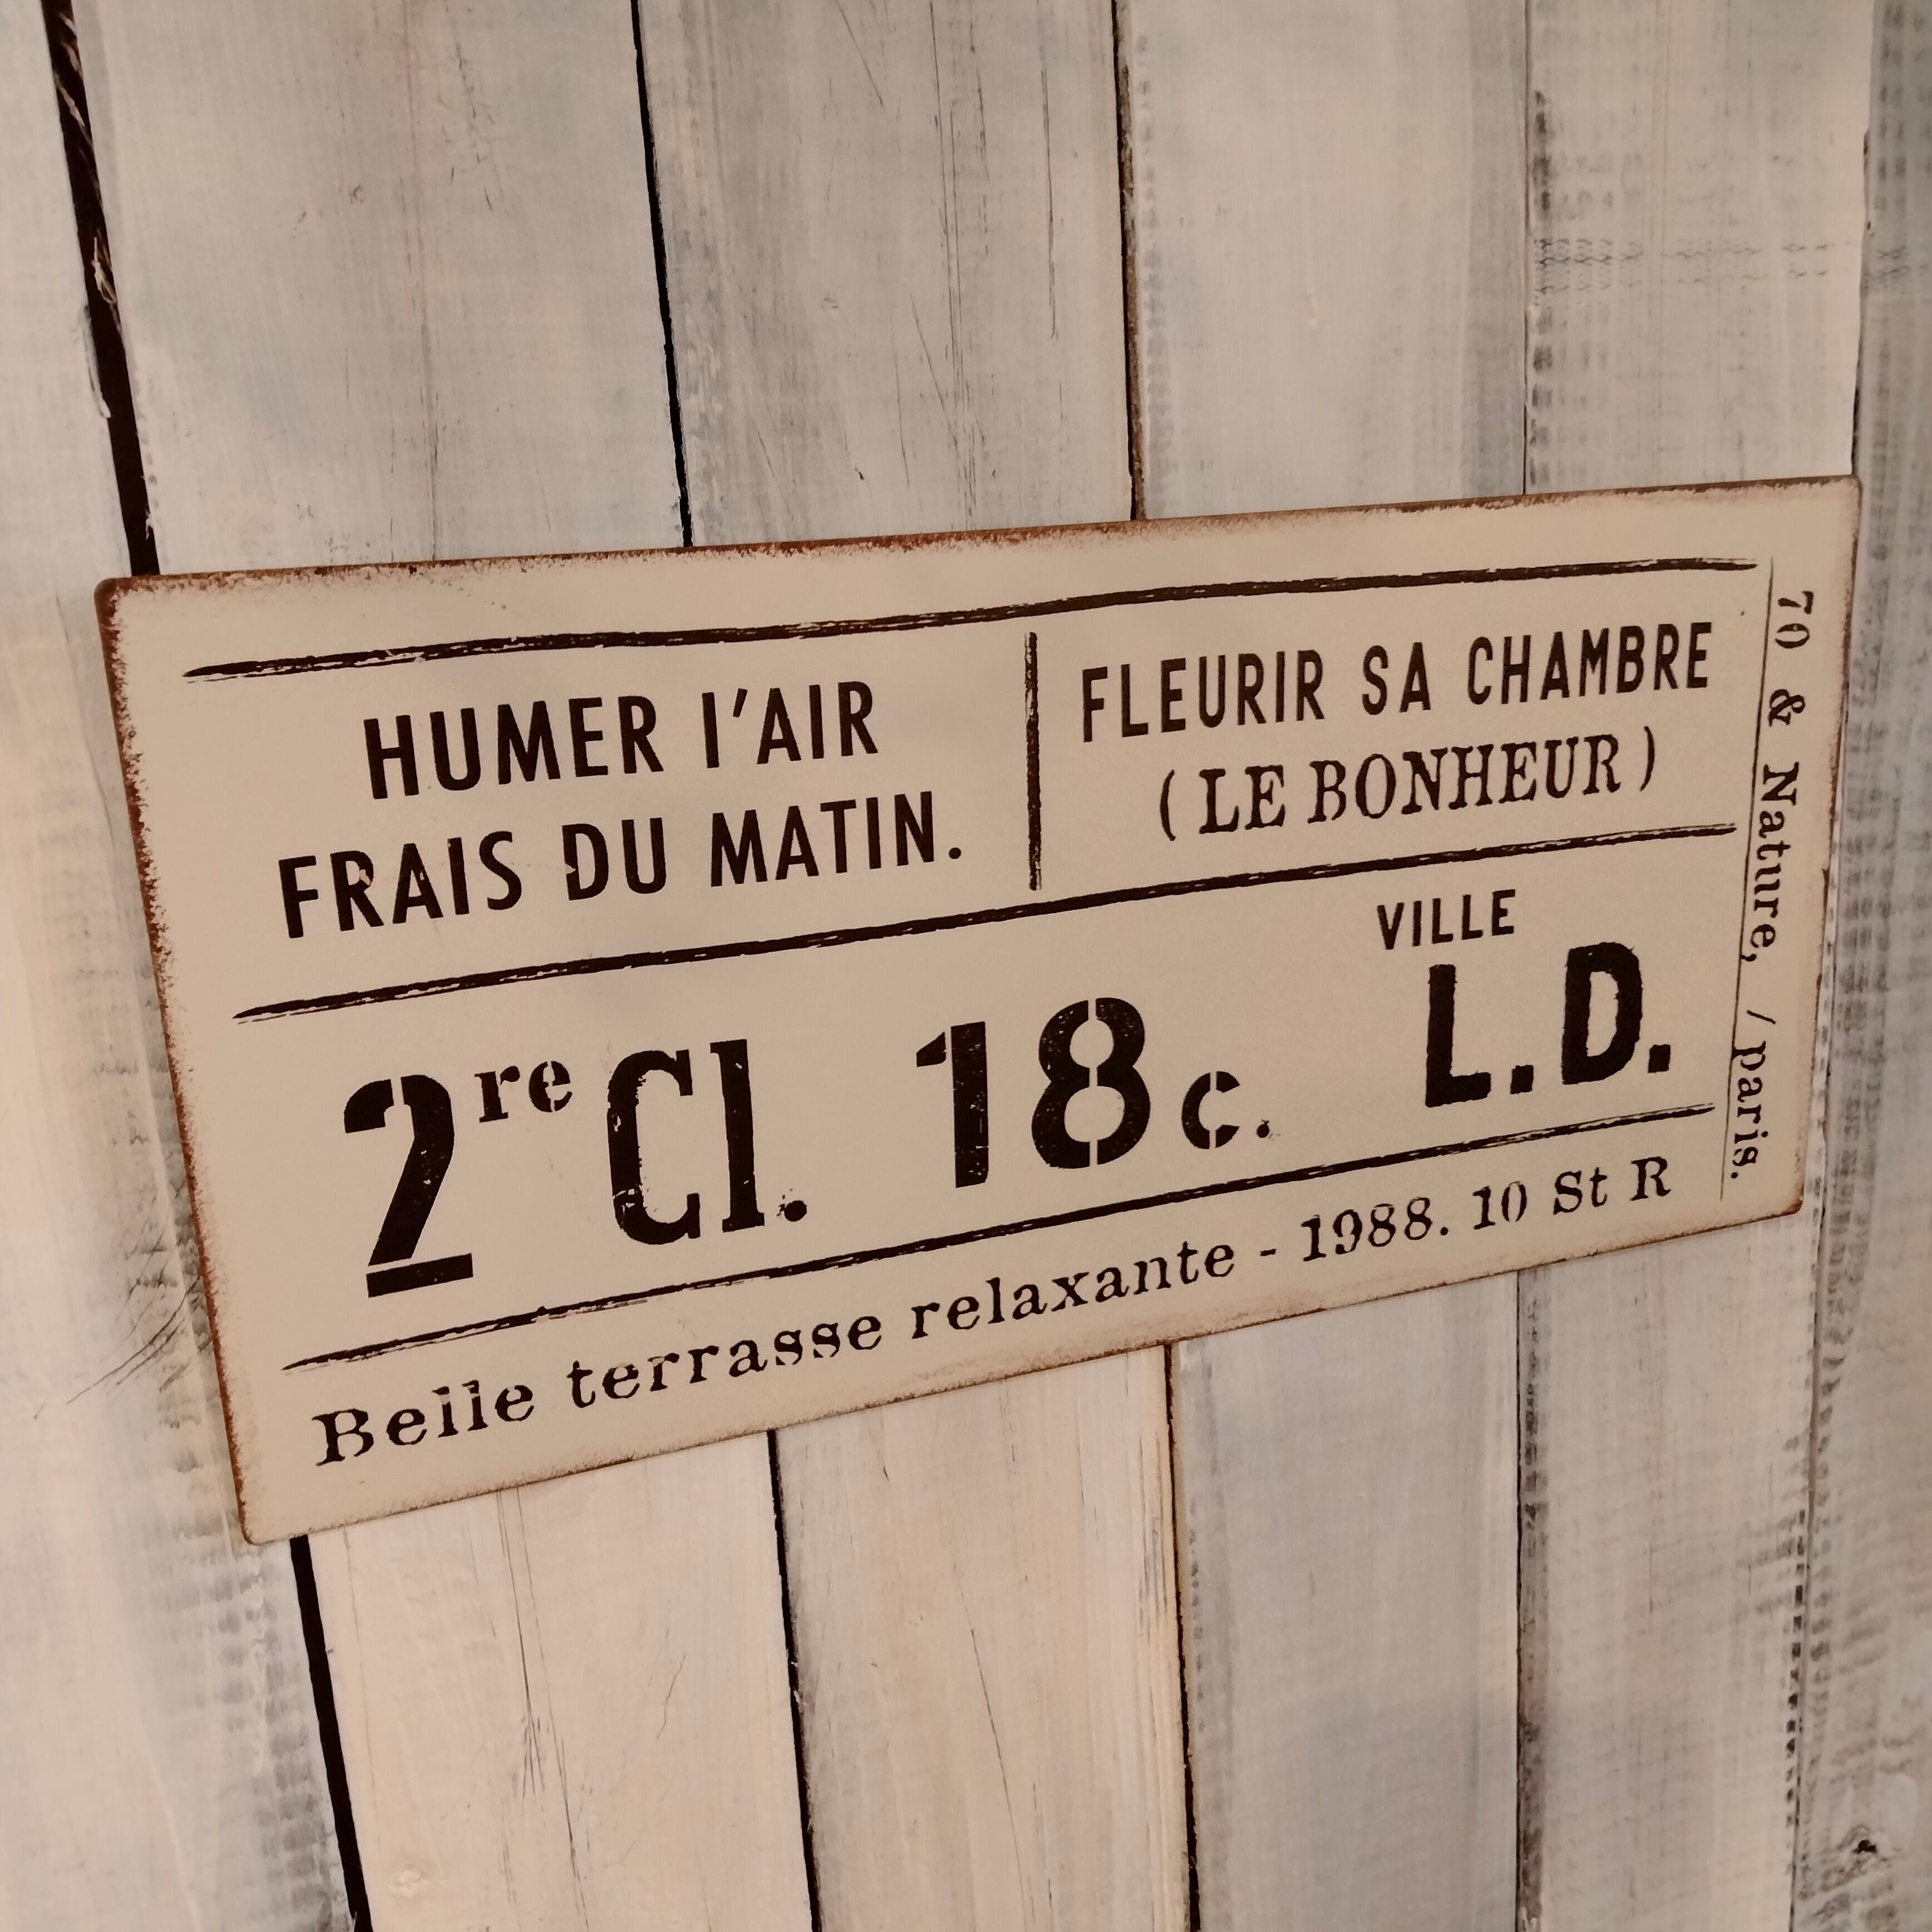 HUMER l'AIR
FRAIS DU MATIN.
FLEURIR SA CHAMBRE
( LE BONHEUR )
VILLE
2re Cl. 18 c. L.D.
Belle terrasse relaxante - 1988. 10 St R
70 & Nature, / paris.